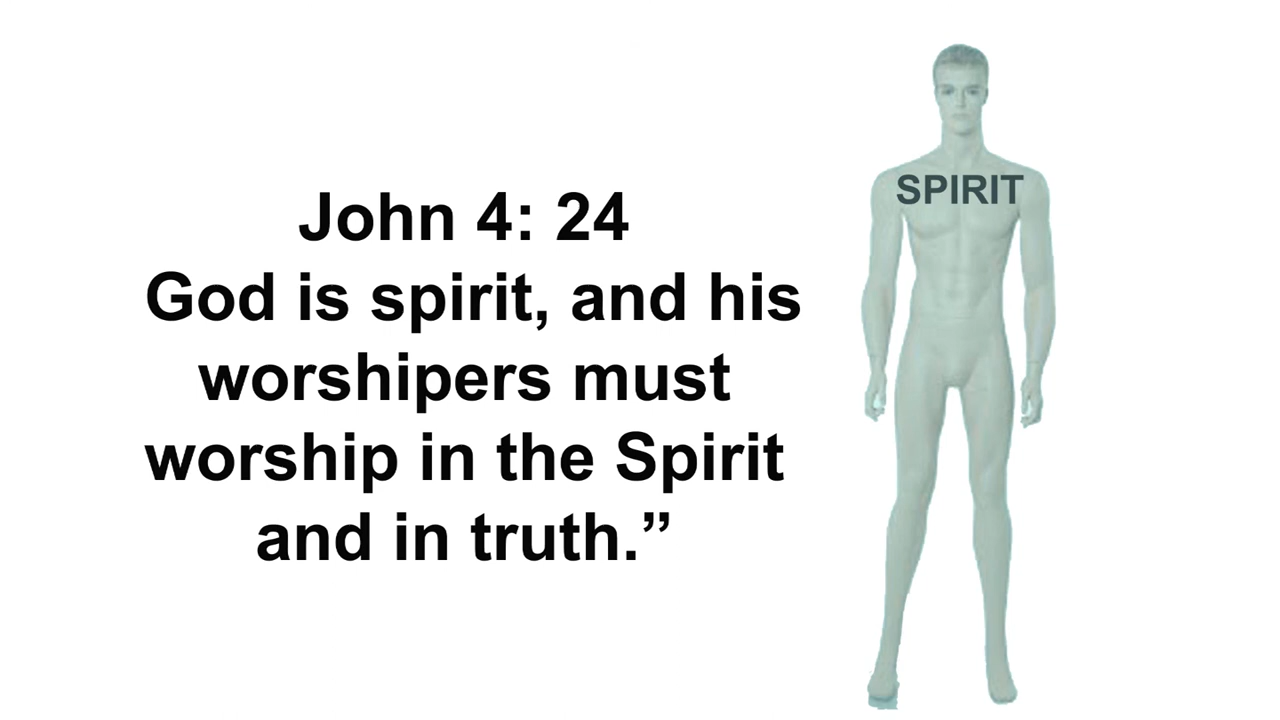 John 4: 24
God is spirit, and his
worshipers must
worship in the Spirit
and in truth.”
SPIRIT